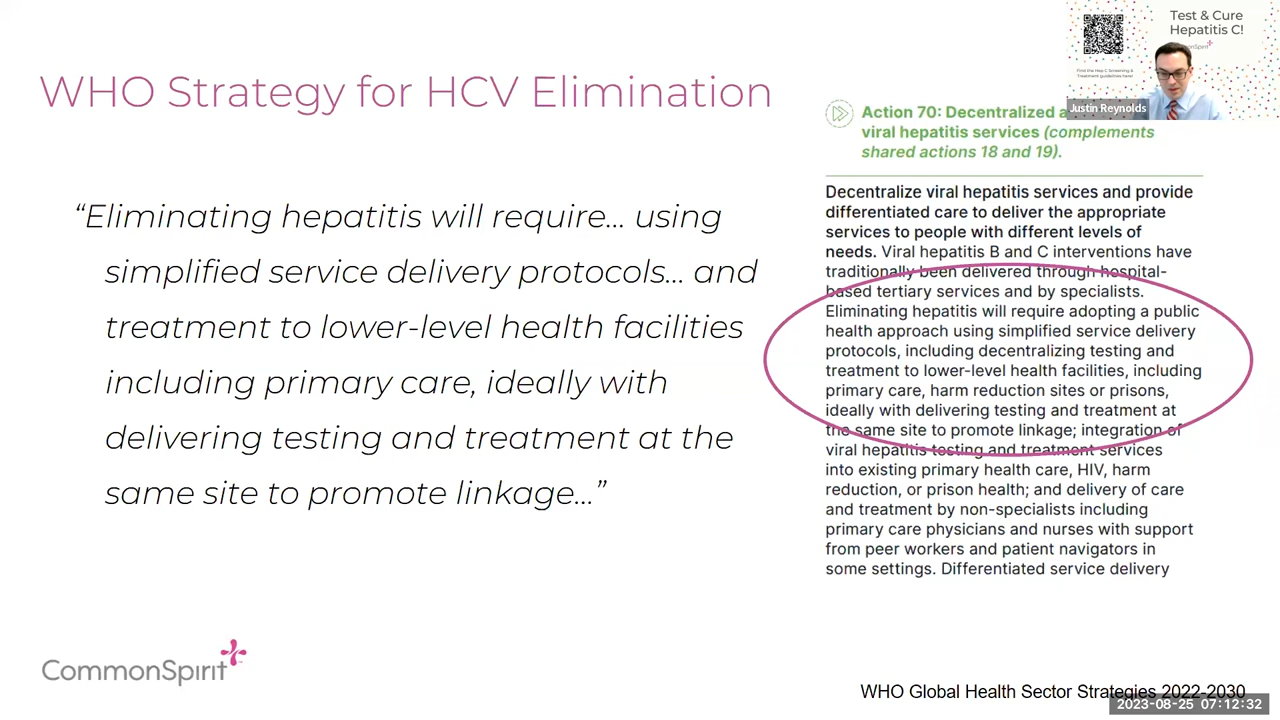 Test & Cure
Hepatitis C!
Justin Reynolds
WHO Strategy for HCV Elimination
“Eliminating hepatitis will require... using
simplified service delivery protocols... and
treatment to lower-level health facilities
including primary care, ideally with
delivering testing and treatment at the
same site to promote linkage...”
Action 70: Decentralized
viral hepatitis services (complements
shared actions 18 and 19).
Decentralize viral hepatitis services and provide
differentiated care to deliver the appropriate
services to people with different levels of
needs. Viral hepatitis B and C interventions have
traditionally been delivered through hospital-
based tertiary services and by specialists.
Eliminating hepatitis will require adopting a public
health approach using simplified service delivery
protocols, including decentralizing testing and
treatment to lower-level health facilities, including
primary care, harm reduction sites or prisons,
ideally with delivering testing and treatment at
the same site to promote linkage; integration of
viral hepatitis testing and treatment services
into existing primary health care, HIV, harm
reduction, or prison health; and delivery of care
and treatment by non-specialists including
primary care physicians and nurses with support
from peer workers and patient navigators in
some settings. Differentiated service delivery
CommonSpirit
WHO Global Health Sector Strategies 2022-2030
2023-08-25 07:12:32